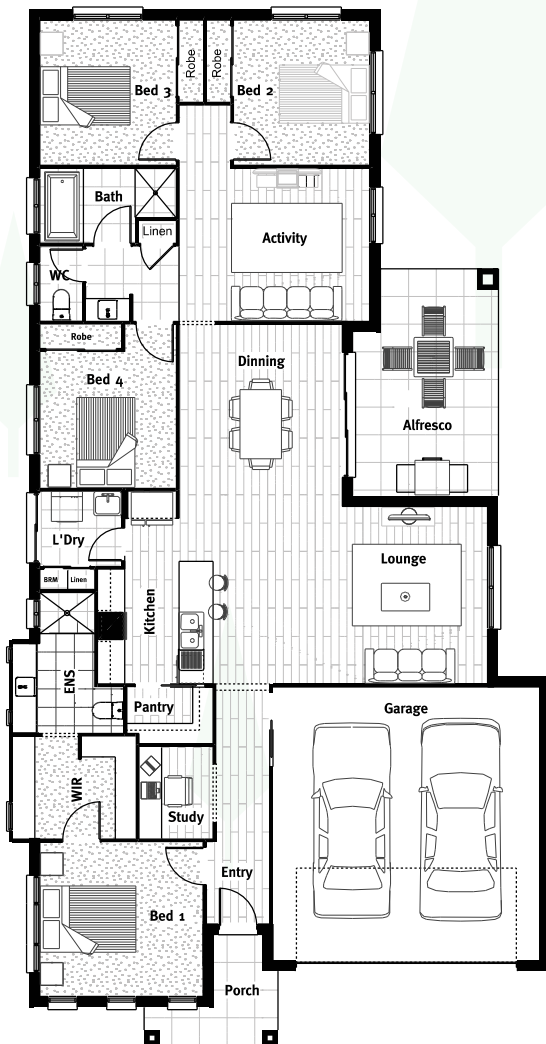 Robe
Robe
Bed 3
Bed 2
Bath
Linen
Activity
WC
Robe
Dinning
Bed 4
Alfresco
L'Dry
Lounge
BRM
Linen
Kitchen
ENS
Pantry
Garage
WIR
Study
Entry
Bed 1
Porch